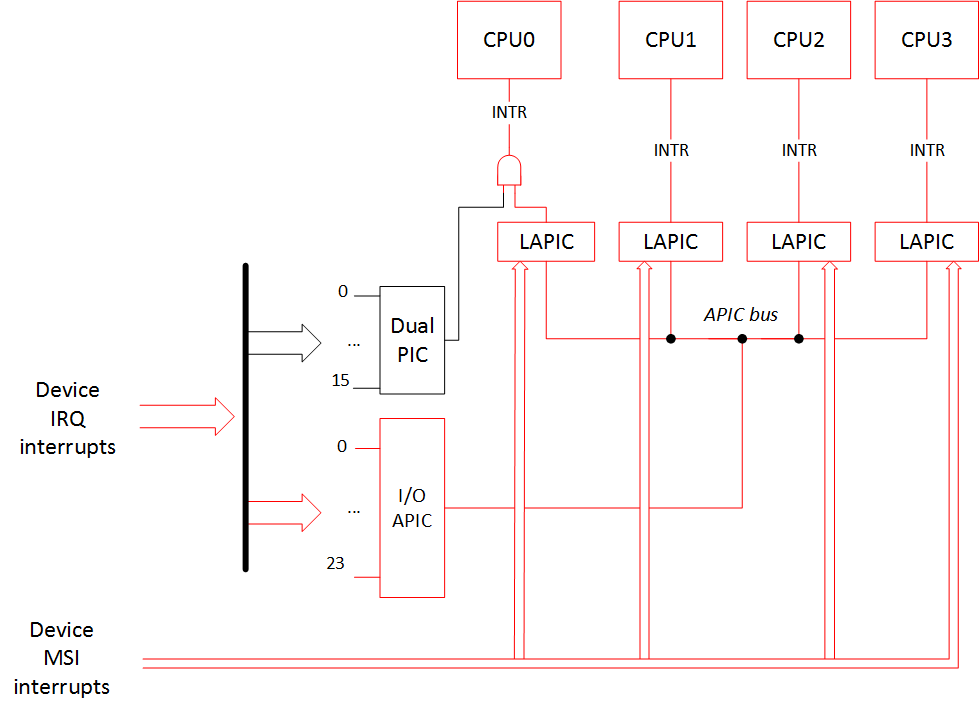 CPU0
CPU1
CPU2
CPU3
INTR
INTR
INTR
INTR
LAPIC
LAPIC
LAPIC
LAPIC
APIC bus
0
...
15
Dual
PIC
Device
IRQ
interrupts
0
...
23
I/O
APIC
Device
MSI
interrupts